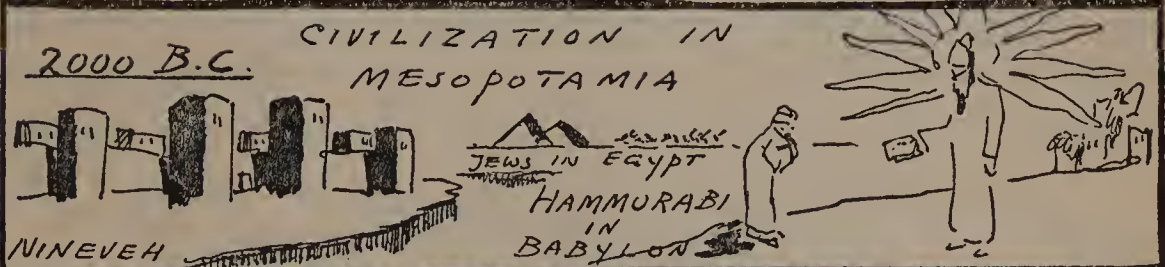 2000 B.C.
CIVILIZATION IN
MESOPOTAMIA
JEWS IN EGYPT
HAMMURABI
IN
BABYLON
NINEVEH